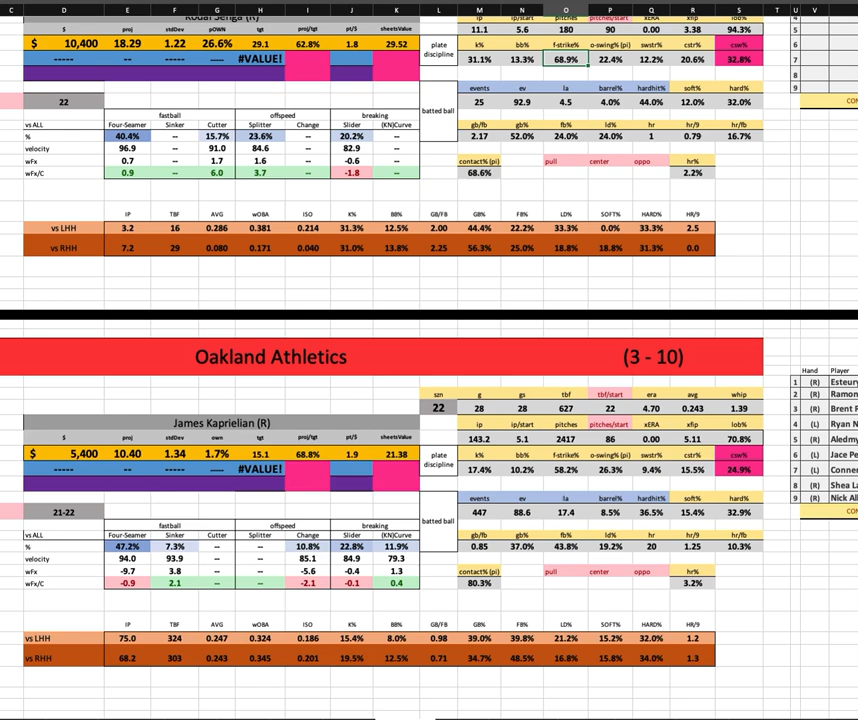 C D E F G H I J K L M N O P Q R S T U V
Kodai Senga (R)
ip ip/start pitches pitches/start xERA xfip lob%
$ proj stdDev pOWN tgt proj/tgt pt/$ sheetsValue 11.1 5.6 180 90 0.00 3.38 94.3% 5
$ 10,400 18.29 1.22 26.6% 29.1 62.8% 1.8 29.52 plate discipline k% bb% f-strike% o-swing% (pi) swstr% cstr% csw% 6
----- -- ---- ---- #VALUE! 31.1% 13.3% 68.9% 22.4% 12.2% 20.6% 32.8% 7
8
events ev la barrel% hardhit% soft% hard% 9
22 batted ball 25 92.9 4.5 4.0% 44.0% 12.0% 32.0% CON
fastball offspeed breaking gb/fb gb% fb% ld% hr hr/9 hr/fb
vs ALL Four-Seamer Sinker Cutter Splitter Change Slider (KN)Curve
% 40.4% -- 15.7% 23.6% -- 20.2% -- 2.17 52.0% 24.0% 24.0% 1 0.79 16.7%
velocity 96.9 -- 91.0 84.6 -- 82.9 --
wFx 0.7 -- 1.7 1.6 -- -0.6 -- contact% (pi) pull center oppo hr%
wFx/C 0.9 -- 6.0 3.7 -- -1.8 -- 68.6% 2.2%
IP TBF AVG wOBA ISO K% BB% GB/FB GB% FB% LD% SOFT% HARD% HR/9
vs LHH 3.2 16 0.286 0.381 0.214 31.3% 12.5% 2.00 44.4% 22.2% 33.3% 0.0% 33.3% 2.5
vs RHH 7.2 29 0.080 0.171 0.040 31.0% 13.8% 2.25 56.3% 25.0% 18.8% 18.8% 31.3% 0.0
Oakland Athletics (3 - 10)
Hand Player
1 (R) Esteury
szn g gs tbf tbf/start era avg whip 2 (R) Ramon
22 28 28 627 22 4.70 0.243 1.39 3 (R) Brent
James Kaprielian (R) ip ip/start pitches pitches/start xERA xfip lob% 4 (L) Ryan N
$ proj stdDev own tgt proj/tgt pt/$ sheetsValue 143.2 5.1 2417 86 0.00 5.11 70.8% 5 (R) Aledmy
$ 5,400 10.40 1.34 1.7% 15.1 68.8% 1.9 21.38 plate discipline k% bb% f-strike% o-swing% (pi) swstr% cstr% csw% 6 (L) Jace Pe
----- -- ---- ---- #VALUE! 17.4% 10.2% 58.2% 26.3% 9.4% 15.5% 24.9% 7 (L) Conner
8 (R) Shea La
events ev la barrel% hardhit% soft% hard% 9 (R) Nick All
21-22 batted ball 447 88.6 17.4 8.5% 36.5% 15.4% 32.9% CON
fastball offspeed breaking gb/fb gb% fb% ld% hr hr/9 hr/fb
vs ALL Four-Seamer Sinker Cutter Splitter Change Slider (KN)Curve
% 47.2% 7.3% -- -- 10.8% 22.8% 11.9% 0.85 37.0% 43.8% 19.2% 20 1.25 10.3%
velocity 94.0 93.9 -- -- 85.1 84.9 79.3
wFx -9.7 3.8 -- -- -5.6 -0.4 1.3 contact% (pi) pull center oppo hr%
wFx/C -0.9 2.1 -- -- -2.1 -0.1 0.4 80.3% 3.2%
IP TBF AVG wOBA ISO K% BB% GB/FB GB% FB% LD% SOFT% HARD% HR/9
vs LHH 75.0 324 0.247 0.324 0.186 15.4% 8.0% 0.98 39.0% 39.8% 21.2% 15.0% 32.0% 1.2
vs RHH 68.2 303 0.243 0.345 0.201 19.5% 12.5% 0.71 34.7% 48.5% 16.8% 15.8% 34.0% 1.3